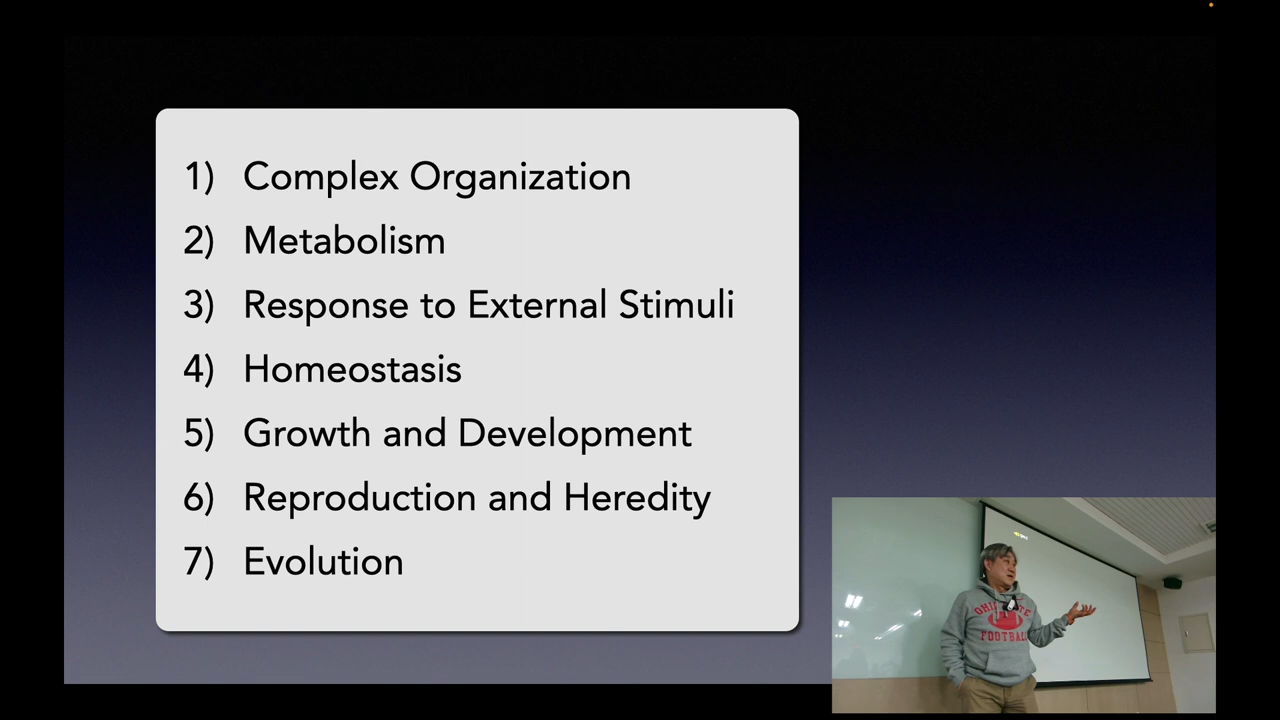 1) Complex Organization
2) Metabolism
3) Response to External Stimuli
4) Homeostasis
5) Growth and Development
6) Reproduction and Heredity
7) Evolution
FOOTBALL